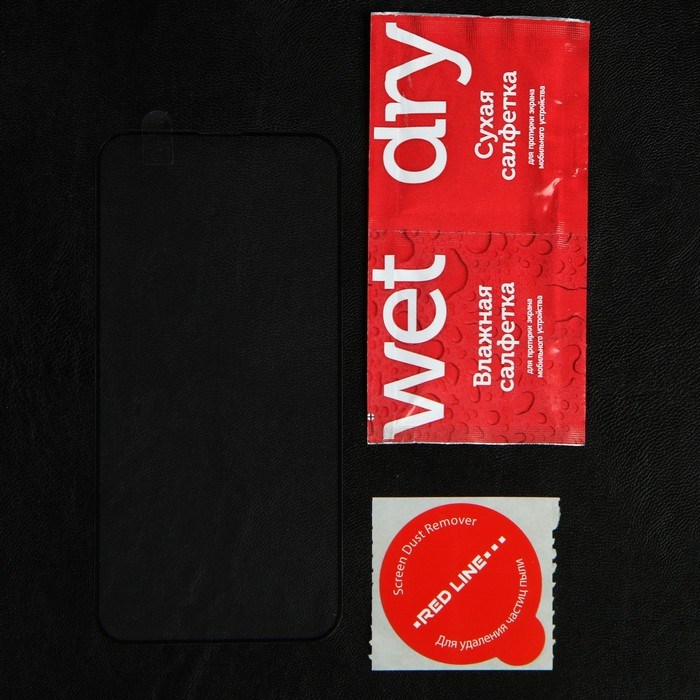 dry
Сухая
салфетка
для протирки экрана
мобильного устройства
wet
Влажная
салфетка
для протирки экрана
мобильного устройства
Screen Dust Remover
RED LINE
Для удаления частиц пыли